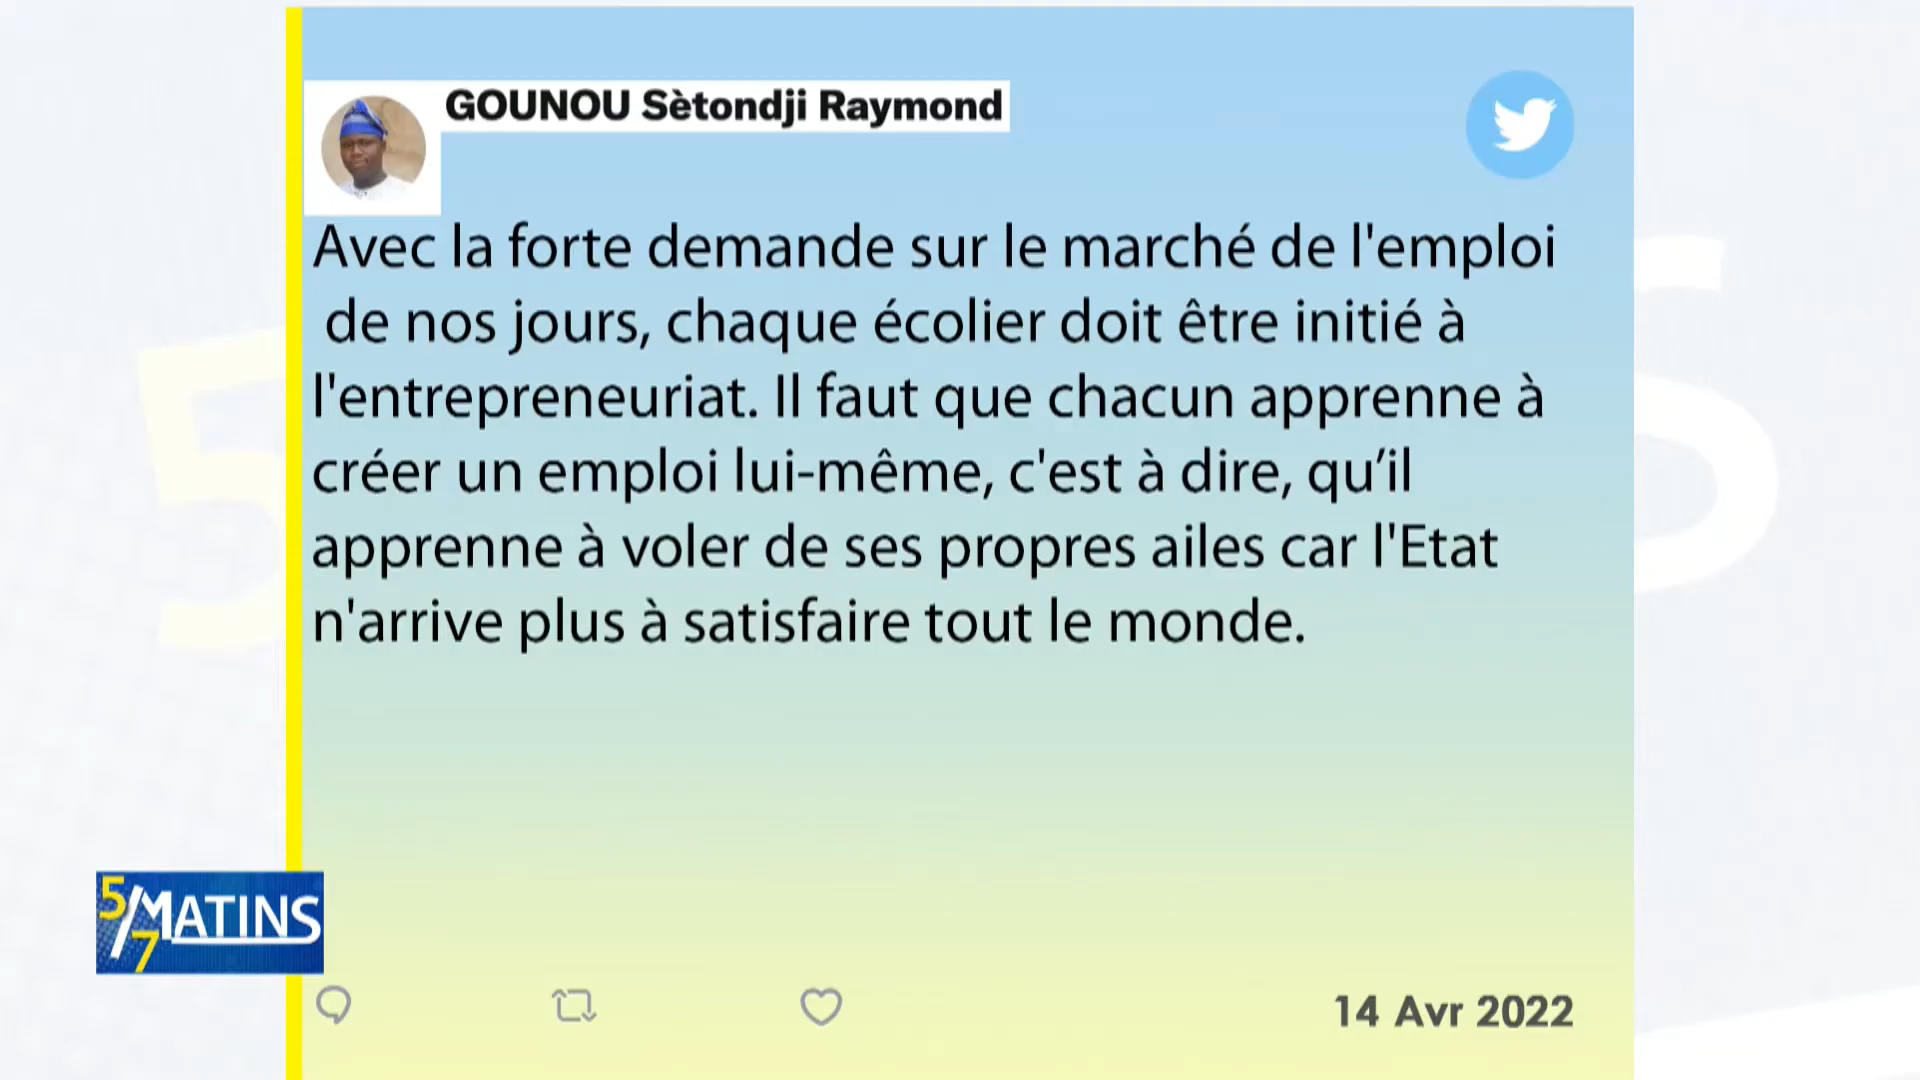 GOUNOU Sètondji Raymond
Avec la forte demande sur le marché de l'emploi
de nos jours, chaque écolier doit être initié à
l'entrepreneuriat. Il faut que chacun apprenne à
créer un emploi lui-même, c'est à dire, qu’il
apprenne à voler de ses propres ailes car l'Etat
n'arrive plus à satisfaire tout le monde.
5/7 MATINS
14 Avr 2022